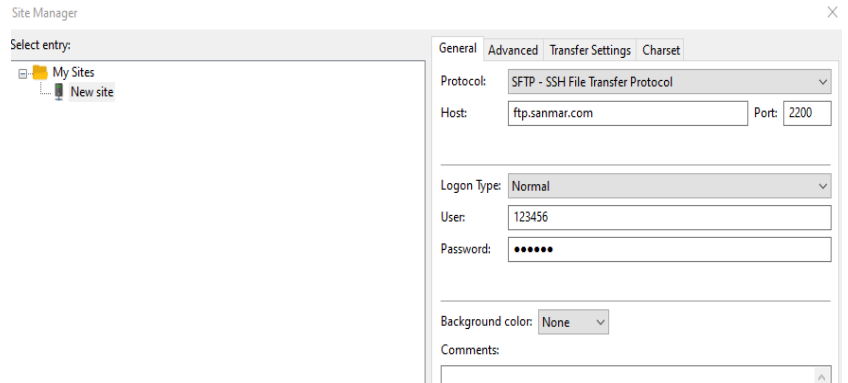 Site Manager
Select entry:
My Sites
New site
General Advanced Transfer Settings Charset
Protocol: SFTP - SSH File Transfer Protocol
Host: ftp.sanmar.com Port: 2200
Logon Type: Normal
User: 123456
Password: ••••••
Background color: None
Comments: